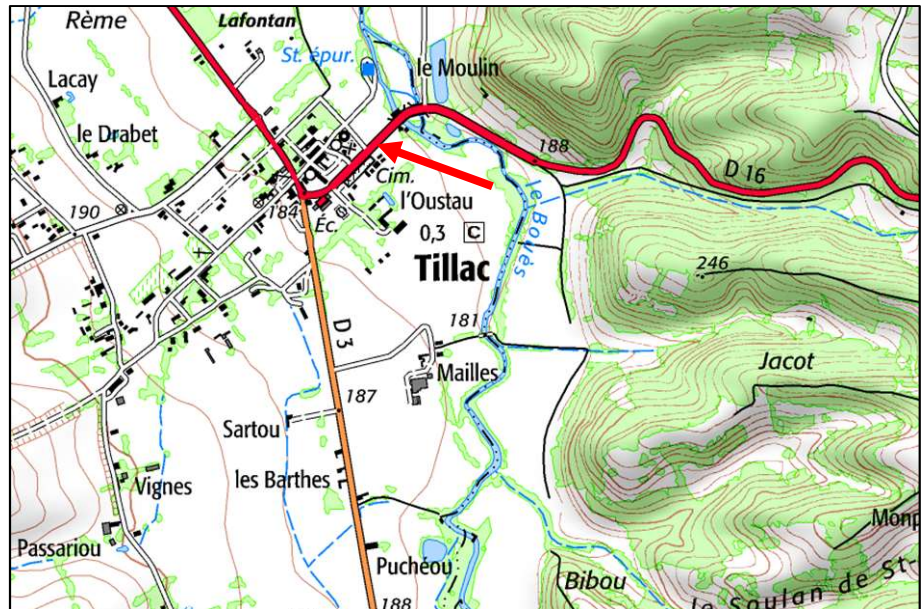 Rème
Lafontan
St. épur.
le Moulin
Lacay
le Drabet
188
D 16
Cim.
190
184
l'Oustau
Éc.
0,3 C
le Bouès
Tillac
246
181
D 3
Mailles
Jacot
187
Sartou
les Barthes
Vignes
Passariou
Monp
Puchéou
Bibou
le Soulan de St-
188